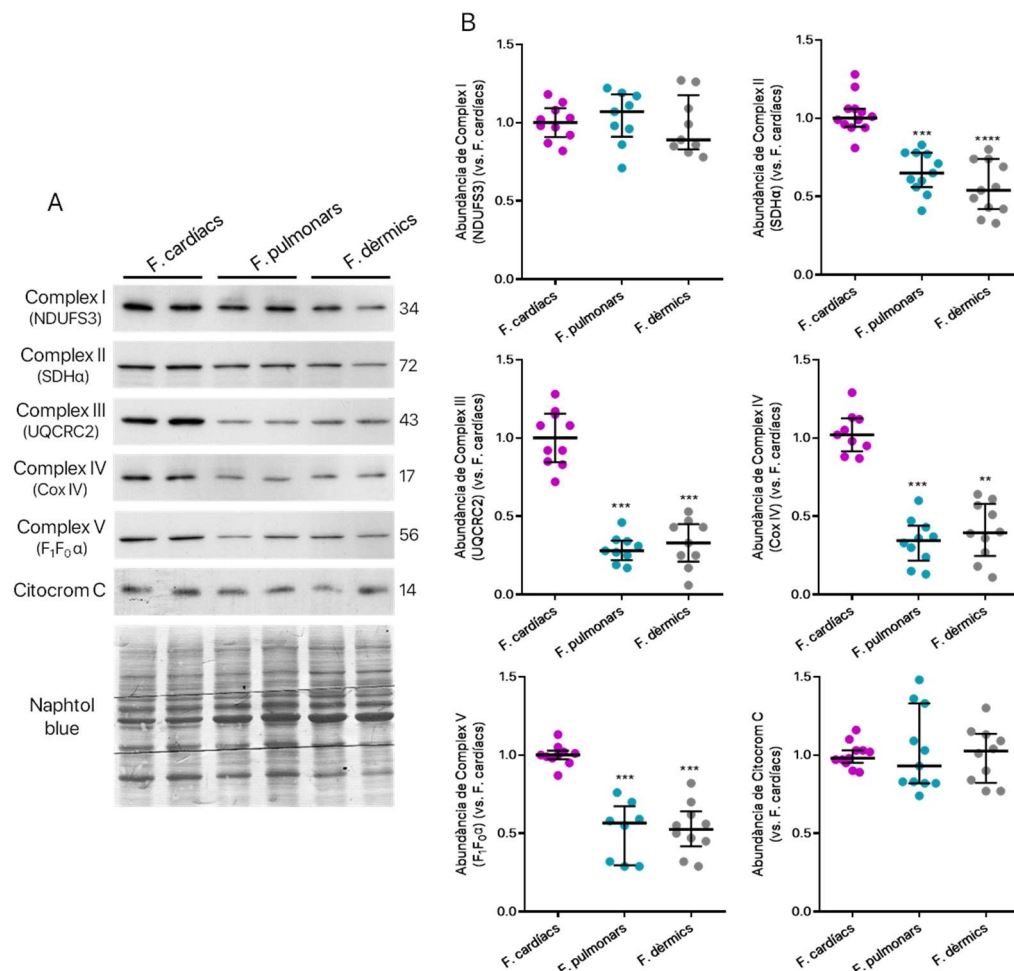 A
F. cardíacs
F. pulmonars
F. dèrmics
Complex I
(NDUFS3)
34
Complex II
(SDHα)
72
Complex III
(UQCRC2)
43
Complex IV
(Cox IV)
17
Complex V
(F₁F₀ α)
56
Citocrom C
14
Naphtol
blue
B
Abundància de Complex I
(NDUFS3) (vs. F. cardíacs)
1.5
1.0
0.5
0.0
F. cardíacs
F. pulmonars
F. dèrmics
Abundància de Complex II
(SDHα) (vs. F. cardíacs)
1.5
1.0
0.5
0.0
***
****
F. cardíacs
F. pulmonars
F. dèrmics
Abundància de Complex III
(UQCRC2) (vs. F. cardíacs)
1.5
1.0
0.5
0.0
***
***
F. cardíacs
F. pulmonars
F. dèrmics
Abundància de Complex IV
(Cox IV) (vs. F. cardíacs)
1.5
1.0
0.5
0.0
***
**
F. cardíacs
F. pulmonars
F. dèrmics
Abundància de Complex V
(F₁F₀α) (vs. F. cardíacs)
1.5
1.0
0.5
0.0
***
***
F. cardíacs
F. pulmonars
F. dèrmics
Abundància de Citocrom C
(vs. F. cardíacs)
1.5
1.0
0.5
0.0
F. cardíacs
F. pulmonars
F. dèrmics